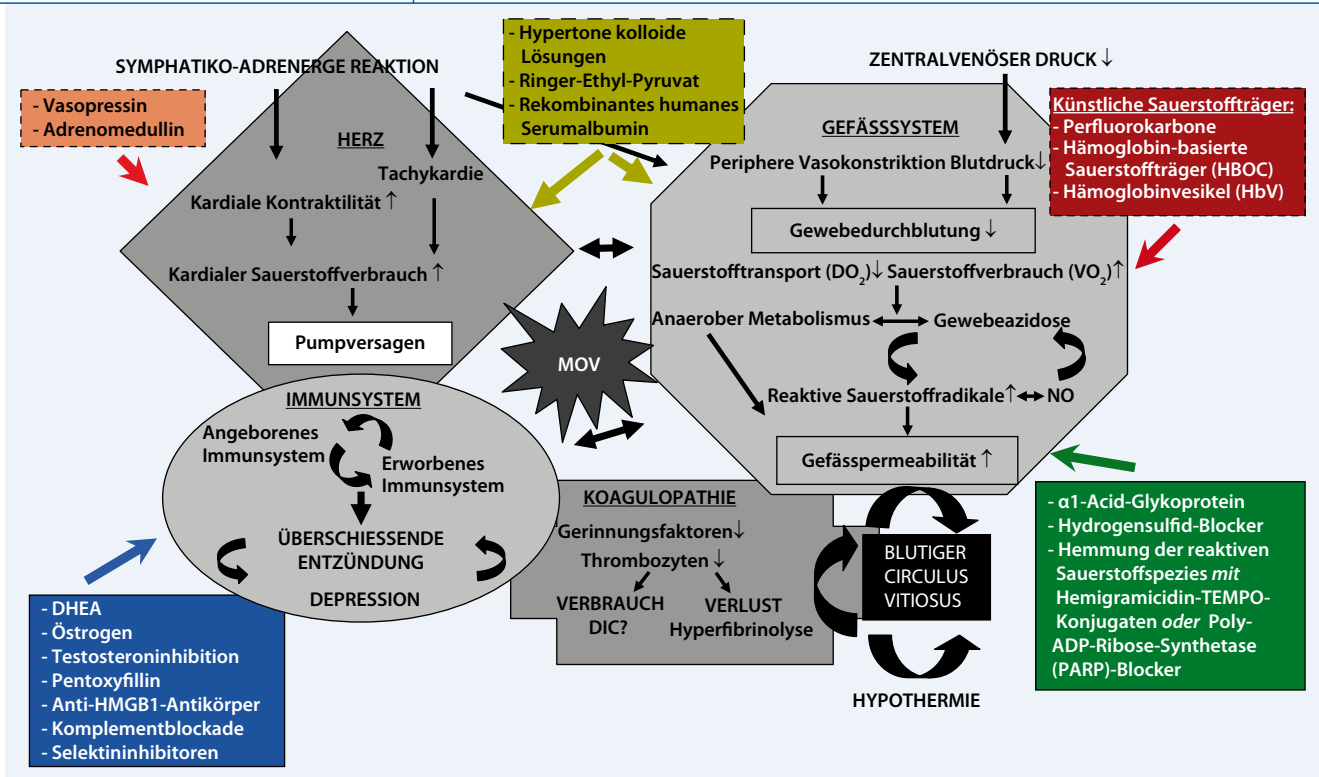 SYMPHATIKO-ADRENERGE REAKTION
- Vasopressin
- Adrenomedullin
HERZ
Tachykardie
Kardiale Kontraktilität ↑
Kardialer Sauerstoffverbrauch ↑
Pumpversagen
- Hypertone kolloide
Lösungen
- Ringer-Ethyl-Pyruvat
- Rekombinantes humanes
Serumalbumin
ZENTRALVENÖSER DRUCK ↓
GEFÄSSSYSTEM
Periphere Vasokonstriktion Blutdruck↓
Gewebedurchblutung ↓
Sauerstofftransport (DO₂)↓ Sauerstoffverbrauch (VO₂)↑
Anaerober Metabolismus ↔ Gewebeazidose
Reaktive Sauerstoffradikale ↑ ↔ NO
Gefässpermeabilität ↑
Künstliche Sauerstoffträger:
- Perfluorokarbone
- Hämoglobin-basierte
Sauerstoffträger (HBOC)
- Hämoglobinvesikel (HbV)
MOV
IMMUNSYSTEM
Angeborenes
Immunsystem
Erworbenes
Immunsystem
ÜBERSCHIESSENDE
ENTZÜNDUNG
DEPRESSION
KOAGULOPATHIE
Gerinnungsfaktoren↓
Thrombozyten ↓
VERBRAUCH
DIC?
VERLUST
Hyperfibrinolyse
BLUTIGER
CIRCULUS
VITIOSUS
HYPOTHERMIE
- DHEA
- Östrogen
- Testosteroninhibition
- Pentoxyfillin
- Anti-HMGB1-Antikörper
- Komplementblockade
- Selektininhibitoren
- α1-Acid-Glykoprotein
- Hydrogensulfid-Blocker
- Hemmung der reaktiven
Sauerstoffspezies mit
Hemigramicidin-TEMPO-
Konjugaten oder Poly-
ADP-Ribose-Synthetase
(PARP)-Blocker